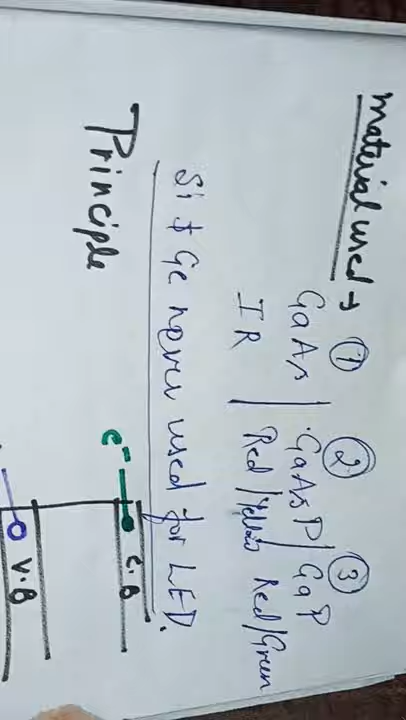 material used → ① ② ③
GaAs | GaAsP | GaP
IR | Red/Yellow Red/Green
Si & Ge never used for LED.
Principle
e⁻ C.B
V.B